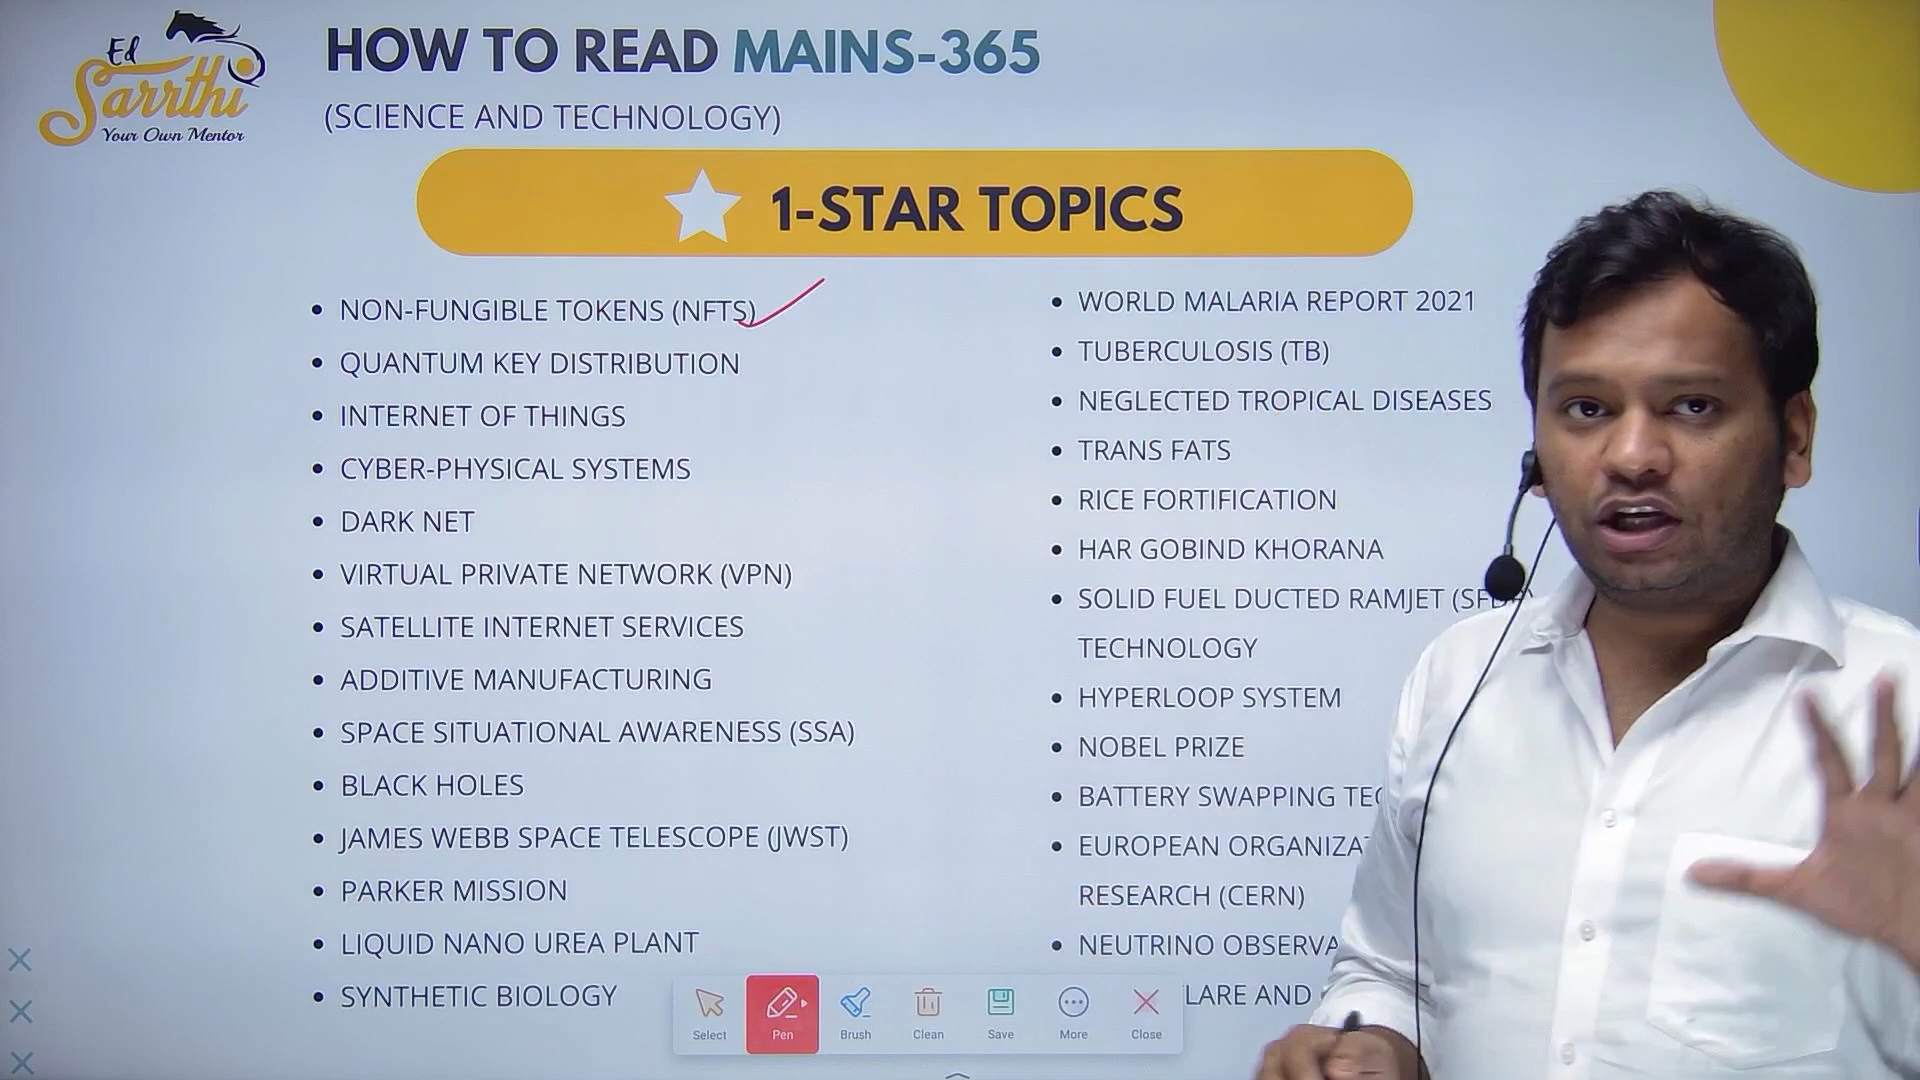 Ed
Sarrthi
Your Own Mentor
HOW TO READ MAINS-365
(SCIENCE AND TECHNOLOGY)
1-STAR TOPICS
• NON-FUNGIBLE TOKENS (NFTS)
• QUANTUM KEY DISTRIBUTION
• INTERNET OF THINGS
• CYBER-PHYSICAL SYSTEMS
• DARK NET
• VIRTUAL PRIVATE NETWORK (VPN)
• SATELLITE INTERNET SERVICES
• ADDITIVE MANUFACTURING
• SPACE SITUATIONAL AWARENESS (SSA)
• BLACK HOLES
• JAMES WEBB SPACE TELESCOPE (JWST)
• PARKER MISSION
• LIQUID NANO UREA PLANT
• SYNTHETIC BIOLOGY
• WORLD MALARIA REPORT 2021
• TUBERCULOSIS (TB)
• NEGLECTED TROPICAL DISEASES
• TRANS FATS
• RICE FORTIFICATION
• HAR GOBIND KHORANA
• SOLID FUEL DUCTED RAMJET
TECHNOLOGY
• HYPERLOOP SYSTEM
• NOBEL PRIZE
• BATTERY SWAPPING
• EUROPEAN
RESEARCH (CERN)
• NEUTRINO
AND
Select Pen Brush Clean Save More Close